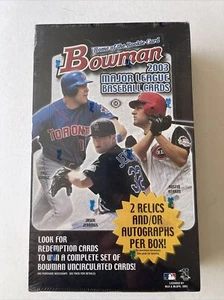 Home of the Rookie Card
Bowman
2003
MAJOR LEAGUE
BASEBALL CARDS
TORONTO
2 RELICS
AND/OR
AUTOGRAPHS
PER BOX!
LOOK FOR
REDEMPTION CARDS
TO WIN A COMPLETE SET OF
BOWMAN UNCIRCULATED CARDS!